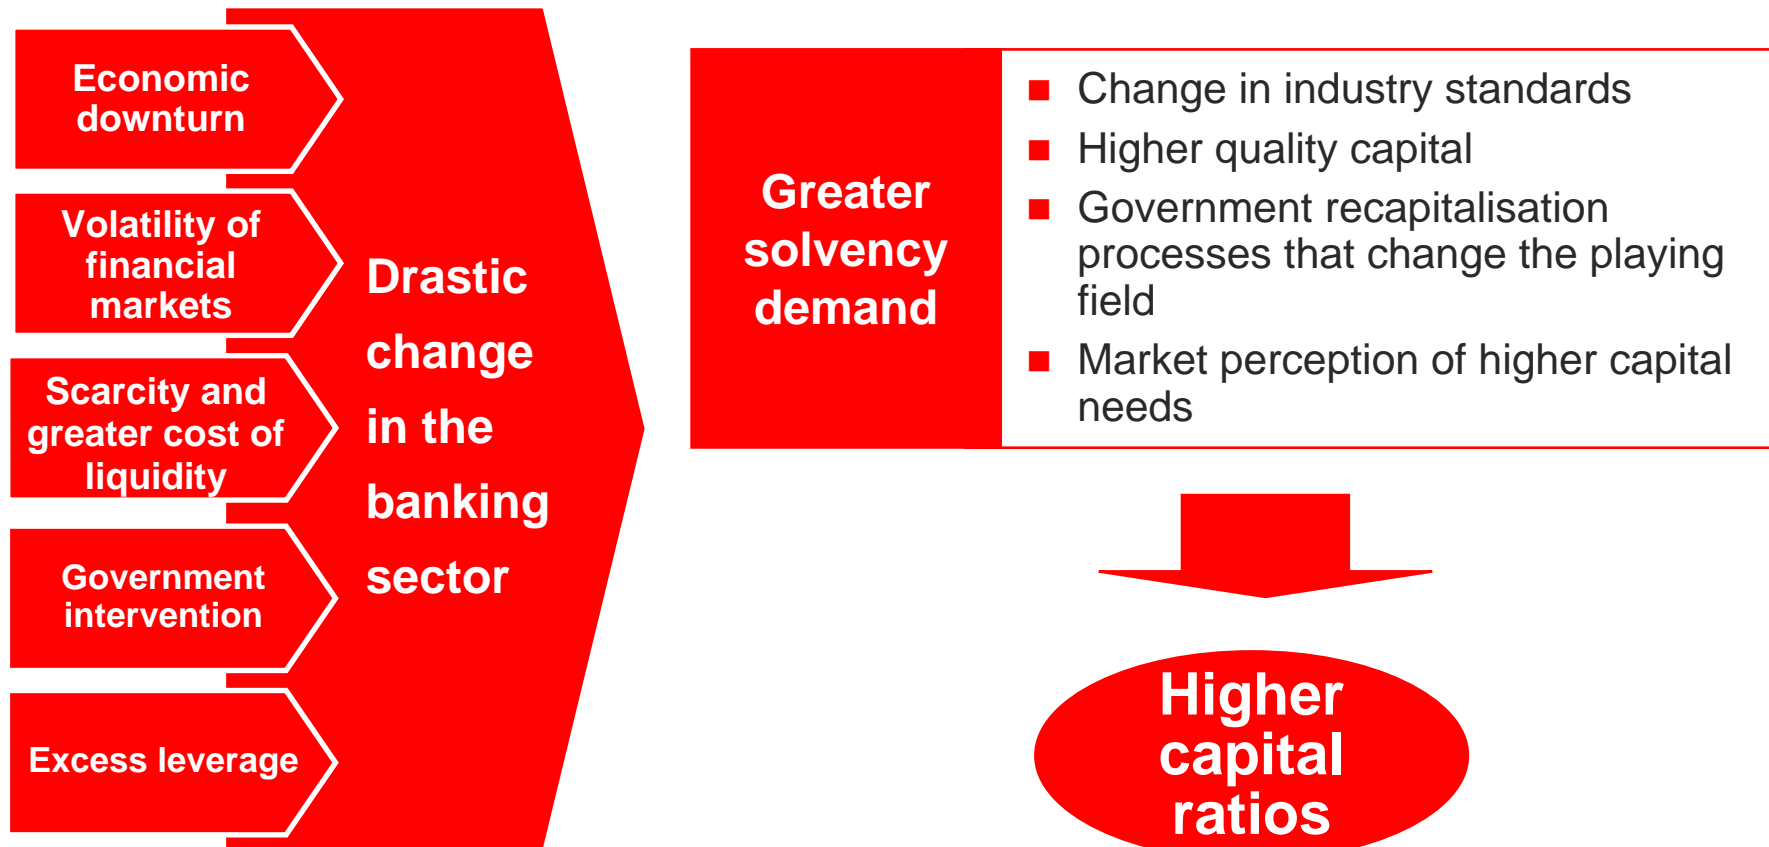 Economic
downturn
Volatility of
financial
markets
Scarcity and
greater cost of
liquidity
Government
intervention
Excess leverage
Drastic
change
in the
banking
sector
Greater
solvency
demand
Change in industry standards
Higher quality capital
Government recapitalisation
processes that change the playing
field
Market perception of higher capital
needs
Higher
capital
ratios